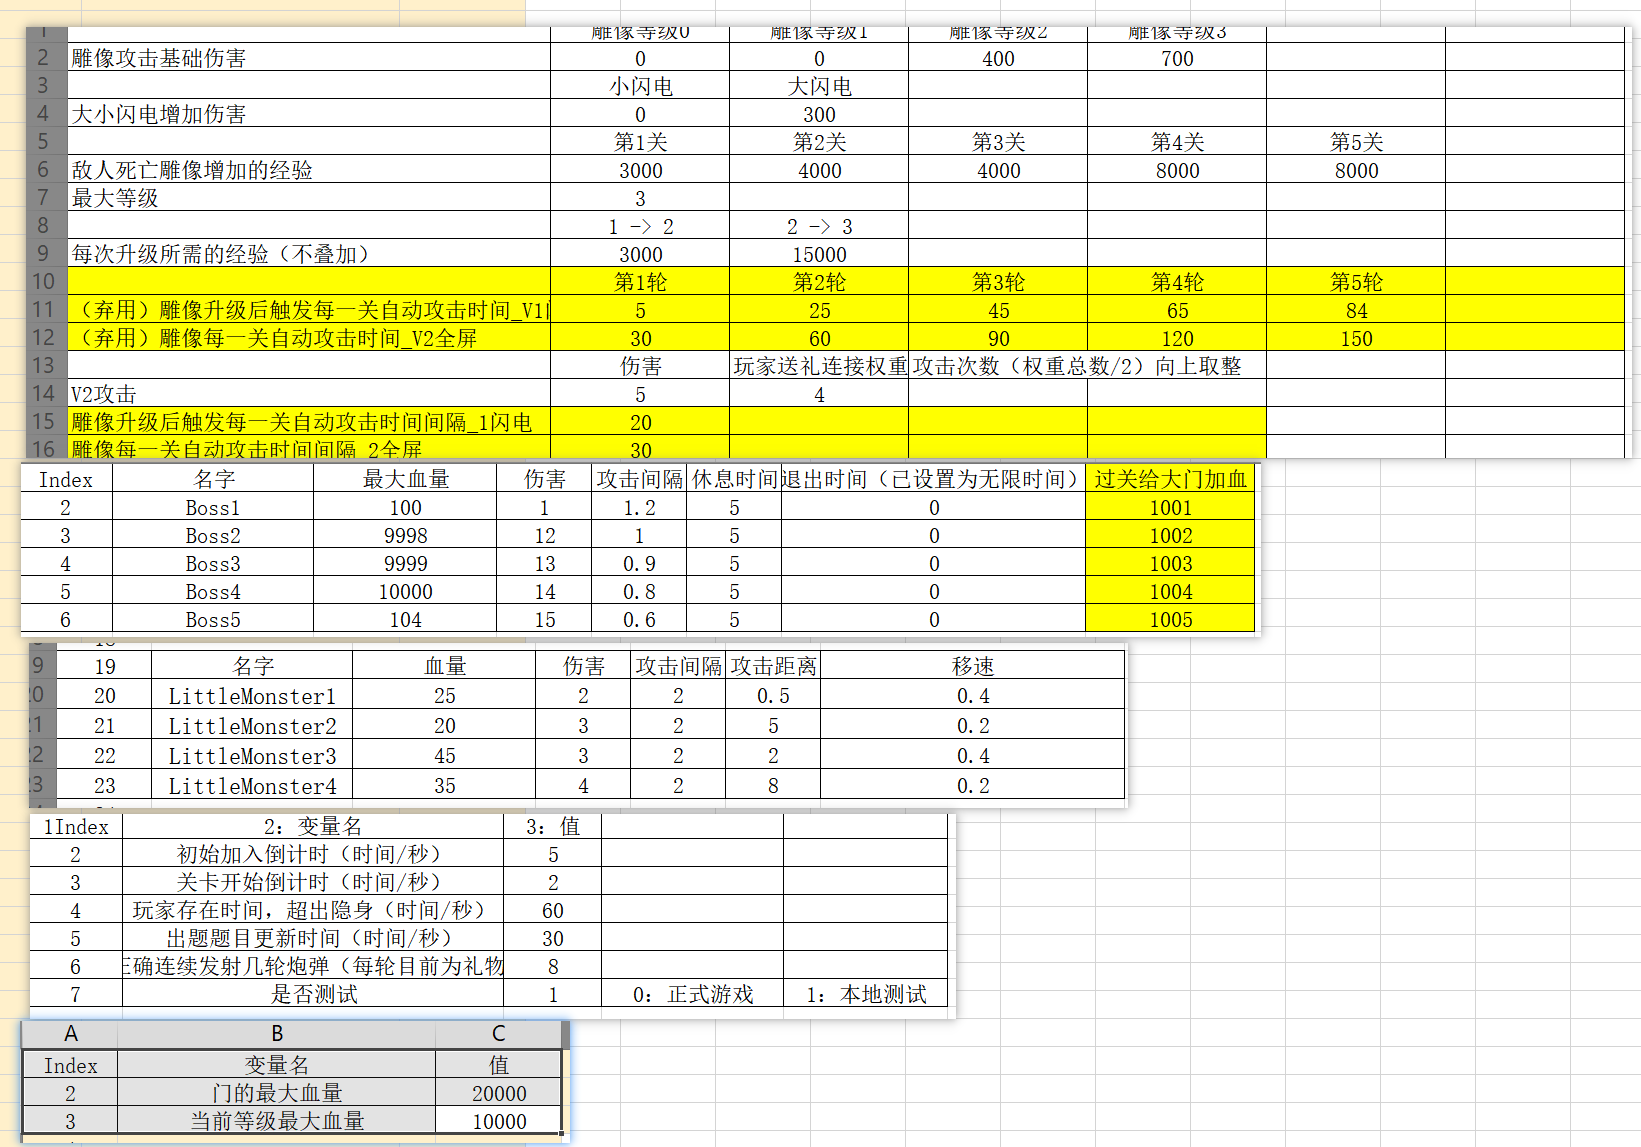 1 雕像等级0 雕像等级1 雕像等级2 雕像等级3
2 雕像攻击基础伤害 0 0 400 700
3 小闪电 大闪电
4 大小闪电增加伤害 0 300
5 第1关 第2关 第3关 第4关 第5关
6 敌人死亡雕像增加的经验 3000 4000 4000 8000 8000
7 最大等级 3
8 1 -> 2 2 -> 3
9 每次升级所需的经验（不叠加） 3000 15000
10 第1轮 第2轮 第3轮 第4轮 第5轮
11 （弃用）雕像升级后触发每一关自动攻击时间_V1 5 25 45 65 84
12 （弃用）雕像每一关自动攻击时间_V2全屏 30 60 90 120 150
13 伤害 玩家送礼连接权重 攻击次数（权重总数/2）向上取整
14 V2攻击 5 4
15 雕像升级后触发每一关自动攻击时间间隔_1闪电 20
16 雕像每一关自动攻击时间间隔_2全屏 30
Index 名字 最大血量 伤害 攻击间隔 休息时间 退出时间（已设置为无限时间） 过关给大门加血
2 Boss1 100 1 1.2 5 0 1001
3 Boss2 9998 12 1 5 0 1002
4 Boss3 9999 13 0.9 5 0 1003
5 Boss4 10000 14 0.8 5 0 1004
6 Boss5 104 15 0.6 5 0 1005
9 19 名字 血量 伤害 攻击间隔 攻击距离 移速
20 20 LittleMonster1 25 2 2 0.5 0.4
21 21 LittleMonster2 20 3 2 5 0.2
22 22 LittleMonster3 45 3 2 2 0.4
23 23 LittleMonster4 35 4 2 8 0.2
1Index 2：变量名 3：值
2 初始加入倒计时（时间/秒） 5
3 关卡开始倒计时（时间/秒） 2
4 玩家存在时间，超出隐身（时间/秒） 60
5 出题题目更新时间（时间/秒） 30
6 正确连续发射几轮炮弹（每轮目前为礼物 8
7 是否测试 1 0：正式游戏 1：本地测试
A B C
Index 变量名 值
2 门的最大血量 20000
3 当前等级最大血量 10000